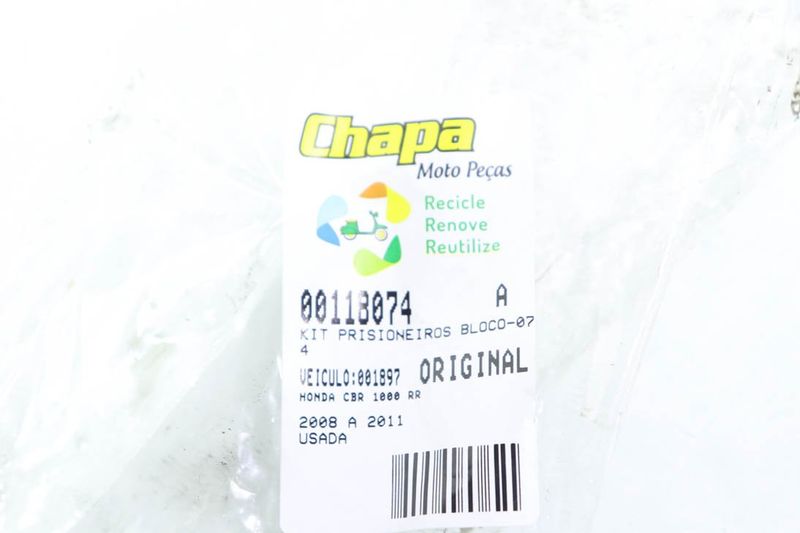 Chapa
Moto Peças
Recicle
Renove
Reutilize
00118074 A
KIT PRISIONEIROS BLOCO-07
4
VEICULO:001897 ORIGINAL
HONDA CBR 1000 RR
2008 A 2011
USADA